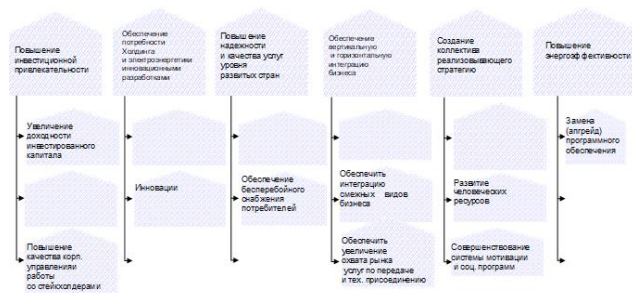 Повышение
инвестиционной
привлекательности
Обеспечение
потребности
Холдинга
и электроэнергетики
инновационными
разработками
Повышение
надежности
и качества услуг
уровня
развитых стран
Обеспечение
вертикальную
и горизонтальную
интеграцию
бизнеса
Создание
коллектива
реализовывающего
стратегию
Повышение
энергоэффективности
Увеличение
доходности
инвестированного
капитала
Замена
(апгрейд)
программного
обеспечения
Инновации
Обеспечение
бесперебойного
снабжения
потребителей
Обеспечить
интеграцию
смежных видов
бизнеса
Развитие
человеческих
ресурсов
Повышение
качества корп.
управления
работы
со стейкхолдерами
Обеспечить
увеличение
охвата рынка
услуг по передаче
и тех. присоединению
Совершенствование
системы мотивации
и соц. программ